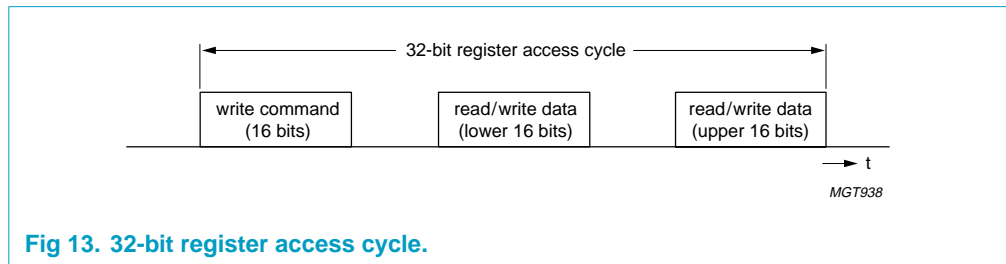 32-bit register access cycle
write command
(16 bits)
read/write data
(lower 16 bits)
read/write data
(upper 16 bits)
t
MGT938
Fig 13. 32-bit register access cycle.